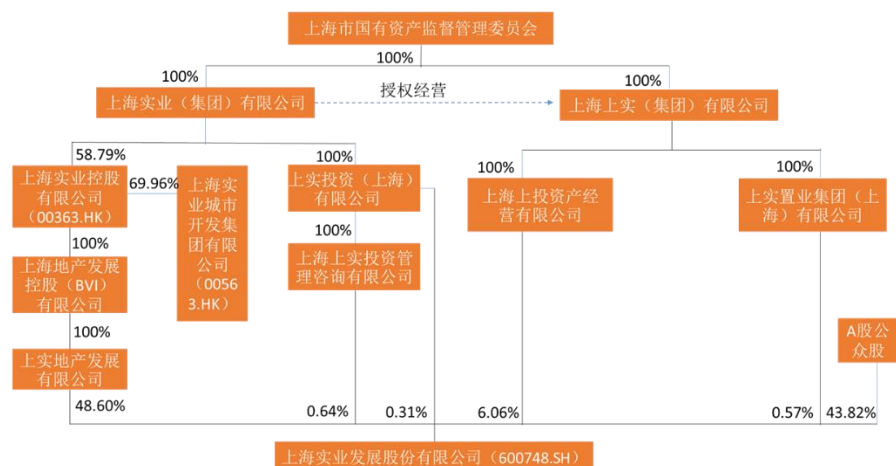 上海市国有资产监督管理委员会
100%
100%
100%
上海实业（集团）有限公司
授权经营
上海上实（集团）有限公司
58.79%
100%
100%
100%
上海实业控股
有限公司
（00363.HK）
69.96%
上海实
业城市
开发集
团有限
公司
（0056
3.HK）
上实投资（上海）
有限公司
上海上投资产经
营有限公司
上实置业集团（上
海）有限公司
100%
100%
上海地产发展
控股（BVI）
有限公司
上海上实投资管
理咨询有限公司
100%
上实地产发展
有限公司
A股公
众股
48.60%
0.64%
0.31%
6.06%
0.57%
43.82%
上海实业发展股份有限公司（600748.SH）